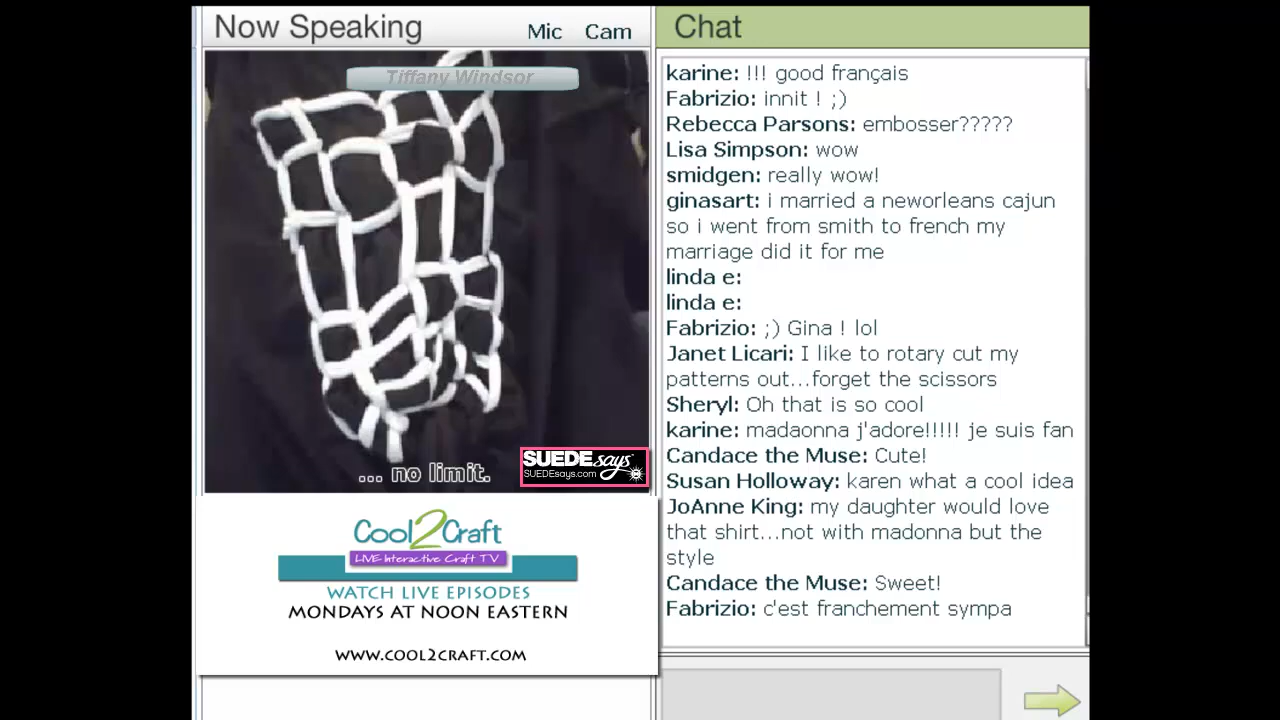 Now Speaking
Mic Cam
Tiffany Windsor
... no limit.
SUEDE says
SUEDEsays.com
Cool2Craft
LIVE Interactive Craft TV
WATCH LIVE EPISODES
MONDAYS AT NOON EASTERN
WWW.COOL2CRAFT.COM
Chat
karine: !!! good français
Fabrizio: innit ! ;)
Rebecca Parsons: embosser?????
Lisa Simpson: wow
smidgen: really wow!
ginasart: i married a neworleans cajun
so i went from smith to french my
marriage did it for me
linda e:
linda e:
Fabrizio: ;) Gina ! lol
Janet Licari: I like to rotary cut my
patterns out...forget the scissors
Sheryl: Oh that is so cool
karine: madaonna j'adore!!!!! je suis fan
Candace the Muse: Cute!
Susan Holloway: karen what a cool idea
JoAnne King: my daughter would love
that shirt...not with madonna but the
style
Candace the Muse: Sweet!
Fabrizio: c'est franchement sympa